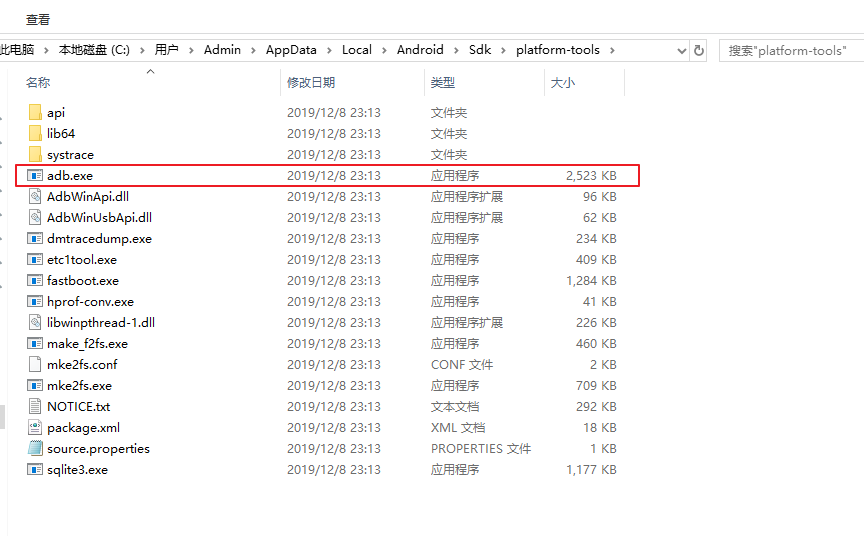 查看
此电脑 > 本地磁盘 (C:) > 用户 > Admin > AppData > Local > Android > Sdk > platform-tools > 搜索"platform-tools"
名称 修改日期 类型 大小
api 2019/12/8 23:13 文件夹
lib64 2019/12/8 23:13 文件夹
systrace 2019/12/8 23:13 文件夹
adb.exe 2019/12/8 23:13 应用程序 2,523 KB
AdbWinApi.dll 2019/12/8 23:13 应用程序扩展 96 KB
AdbWinUsbApi.dll 2019/12/8 23:13 应用程序扩展 62 KB
dmtracedump.exe 2019/12/8 23:13 应用程序 234 KB
etc1tool.exe 2019/12/8 23:13 应用程序 409 KB
fastboot.exe 2019/12/8 23:13 应用程序 1,284 KB
hprof-conv.exe 2019/12/8 23:13 应用程序 41 KB
libwinpthread-1.dll 2019/12/8 23:13 应用程序扩展 226 KB
make_f2fs.exe 2019/12/8 23:13 应用程序 460 KB
mke2fs.conf 2019/12/8 23:13 CONF 文件 2 KB
mke2fs.exe 2019/12/8 23:13 应用程序 709 KB
NOTICE.txt 2019/12/8 23:13 文本文档 292 KB
package.xml 2019/12/8 23:13 XML 文档 18 KB
source.properties 2019/12/8 23:13 PROPERTIES 文件 1 KB
sqlite3.exe 2019/12/8 23:13 应用程序 1,177 KB